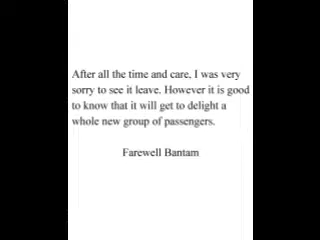 After all the time and care, I was very
sorry to see it leave. However it is good
to know that it will get to delight a
whole new group of passengers.
Farewell Bantam